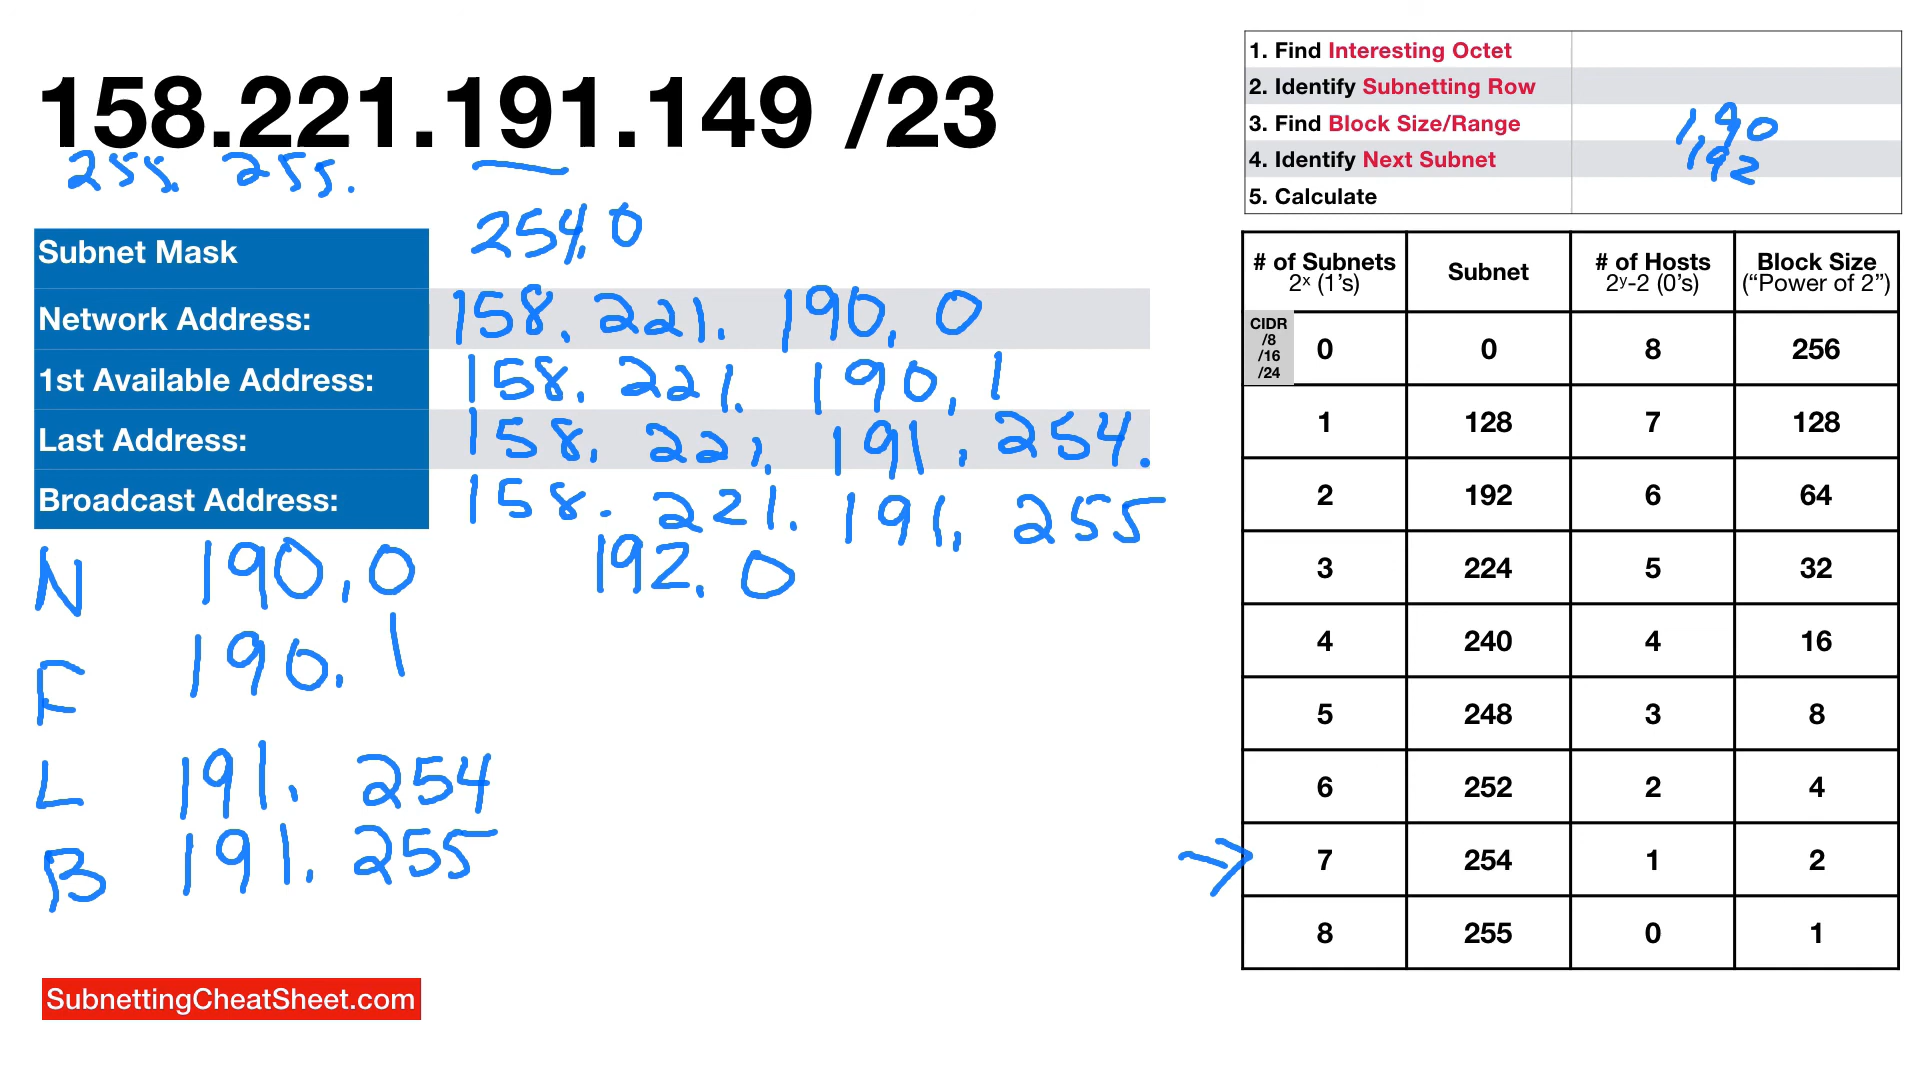 158.221.191.149 /23
255. 255.
254.0
Subnet Mask
Network Address: 158. 221. 190. 0
1st Available Address: 158. 221. 190. 1
Last Address: 158. 221. 191. 254.
Broadcast Address: 158. 221. 191. 255
192. 0
N 190.0
F 190. 1
L 191. 254
B 191. 255
SubnettingCheatSheet.com
1. Find Interesting Octet
2. Identify Subnetting Row
3. Find Block Size/Range 190
4. Identify Next Subnet 192
5. Calculate
# of Subnets Subnet # of Hosts Block Size
2ˣ (1’s) 2ʸ-2 (0’s) (“Power of 2”)
CIDR
/8
/16
/24
0 0 8 256
1 128 7 128
2 192 6 64
3 224 5 32
4 240 4 16
5 248 3 8
6 252 2 4
7 254 1 2
8 255 0 1